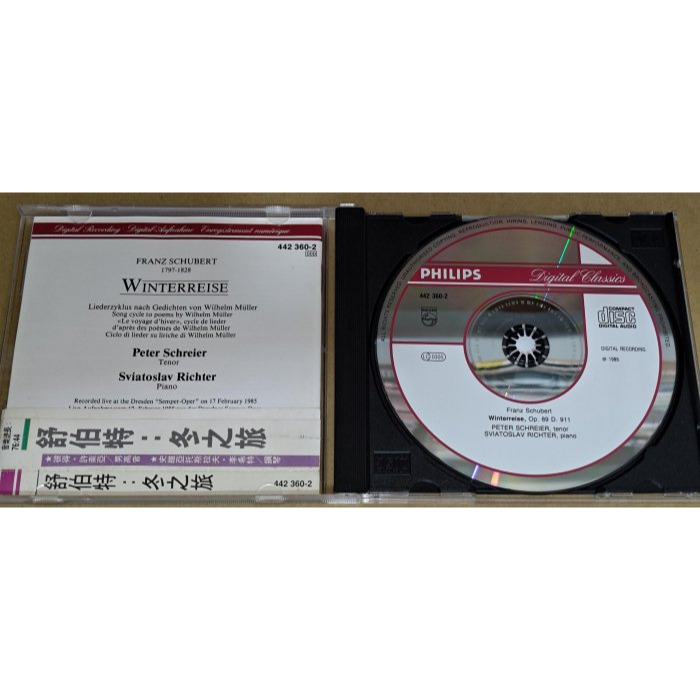 Digital Recording · Digital Aufnahme · Enregistrement numérique
442 360-2
DDD
FRANZ SCHUBERT
1797-1828
WINTERREISE
Liederzyklus nach Gedichten von Wilhelm Müller
Song cycle to poems by Wilhelm Müller
«Le voyage d'hiver», cycle de lieder
d'après des poèmes de Wilhelm Müller
Ciclo di lieder su liriche di Wilhelm Müller
Peter Schreier
Tenor
Sviatoslav Richter
Piano
Recorded live at the Dresden "Semper-Oper" on 17 February 1985
76:44
舒伯特：冬之旅
舒伯特：冬之旅
442 360-2
PHILIPS
Digital Classics
442 360-2
PHILIPS
COMPACT
disc
DIGITAL AUDIO
DIGITAL RECORDING
℗ 1985
Franz Schubert
Winterreise, Op. 89 D. 911
PETER SCHREIER, tenor
SVIATOSLAV RICHTER, piano